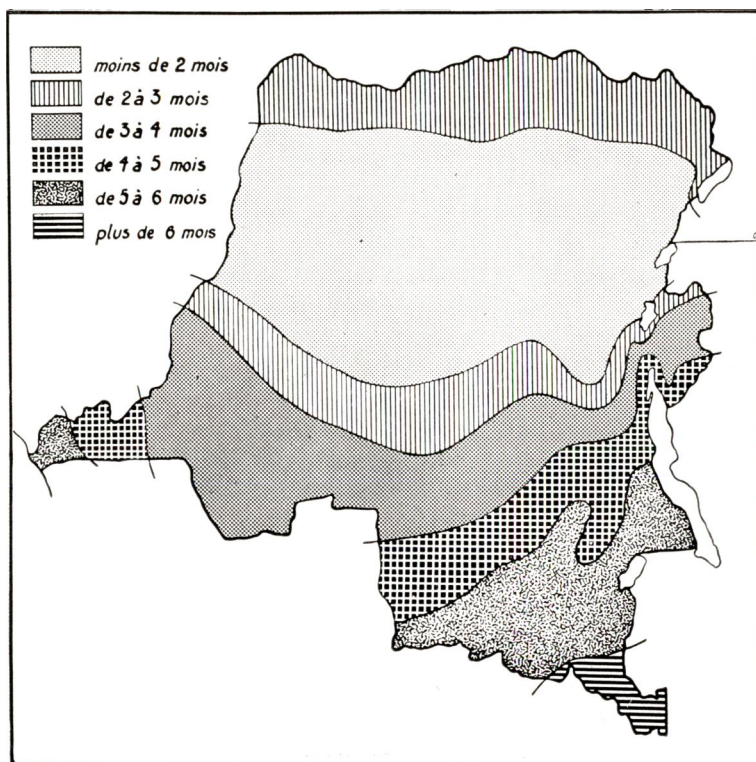 moins de 2 mois
de 2 à 3 mois
de 3 à 4 mois
de 4 à 5 mois
de 5 à 6 mois
plus de 6 mois